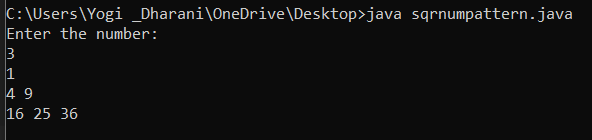 C:\Users\Yogi _Dharani\OneDrive\Desktop>java sqrnumpattern.java
Enter the number:
3
1
4 9
16 25 36